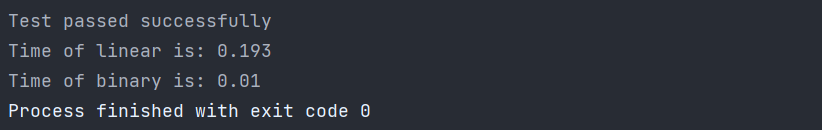 Test passed successfully
Time of linear is: 0.193
Time of binary is: 0.01
Process finished with exit code 0